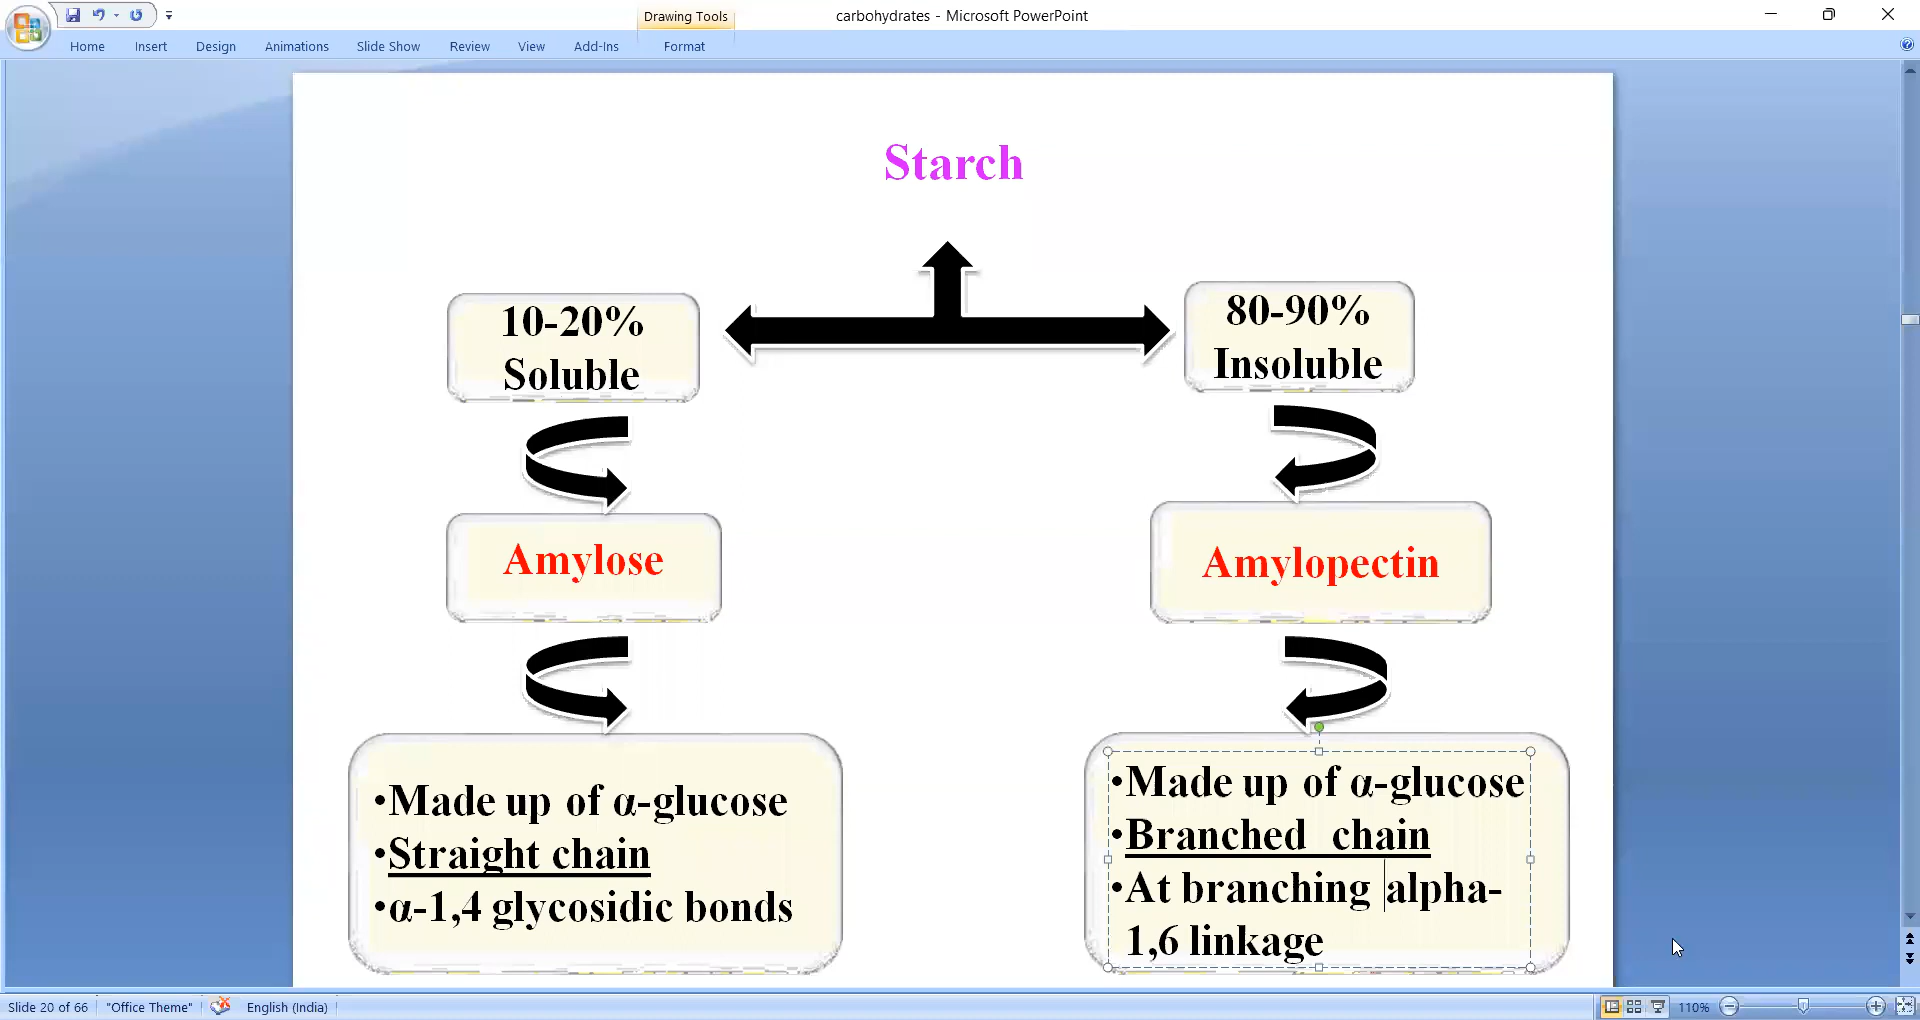 Drawing Tools
carbohydrates - Microsoft PowerPoint
Home Insert Design Animations Slide Show Review View Add-Ins Format
Starch
10-20%
Soluble
80-90%
Insoluble
Amylose
Amylopectin
•Made up of α-glucose
•Straight chain
•α-1,4 glycosidic bonds
•Made up of α-glucose
•Branched chain
•At branching alpha-
1,6 linkage
Slide 20 of 66 "Office Theme" English (India) 110%